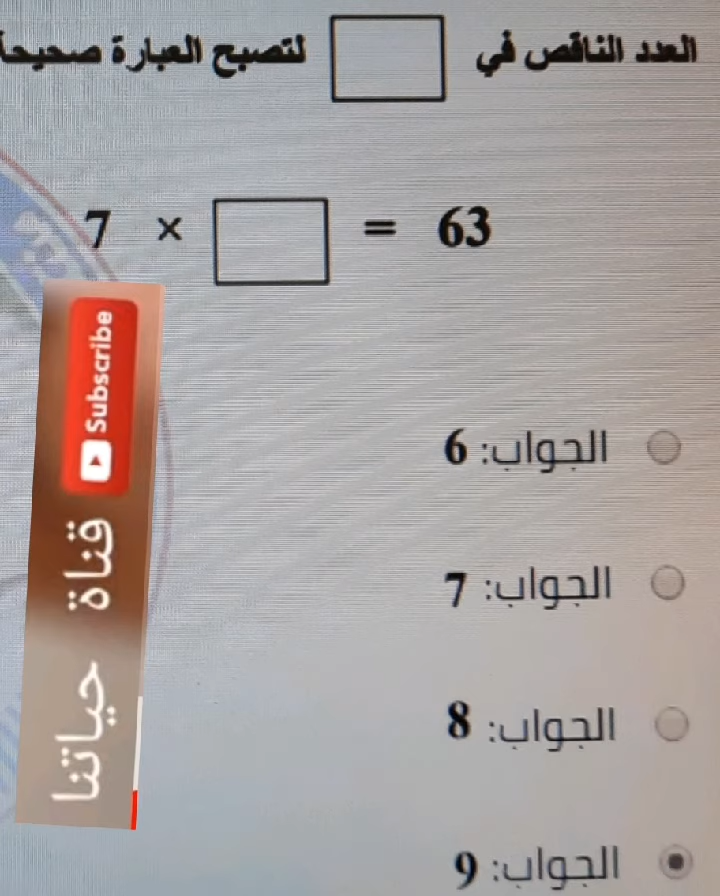 العدد الناقص في لتصبح العبارة صحيحة
7 × = 63
الجواب: 6
الجواب: 7
الجواب: 8
الجواب: 9
Subscribe
قناة حياتنا